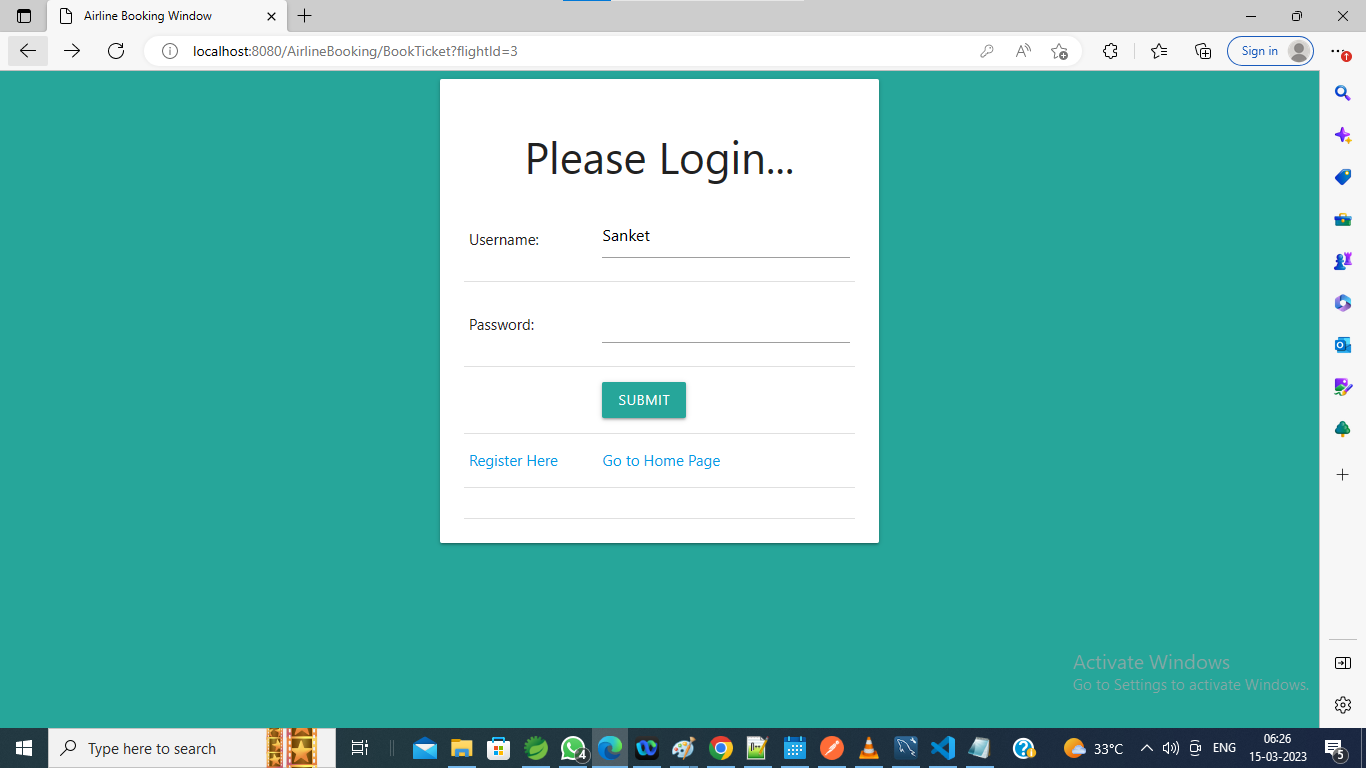 Airline Booking Window
localhost:8080/AirlineBooking/BookTicket?flightId=3
Sign in
Please Login...
Username: Sanket
Password:
SUBMIT
Register Here Go to Home Page
Activate Windows
Go to Settings to activate Windows.
Type here to search
4
33°C
ENG
06:26
15-03-2023
5